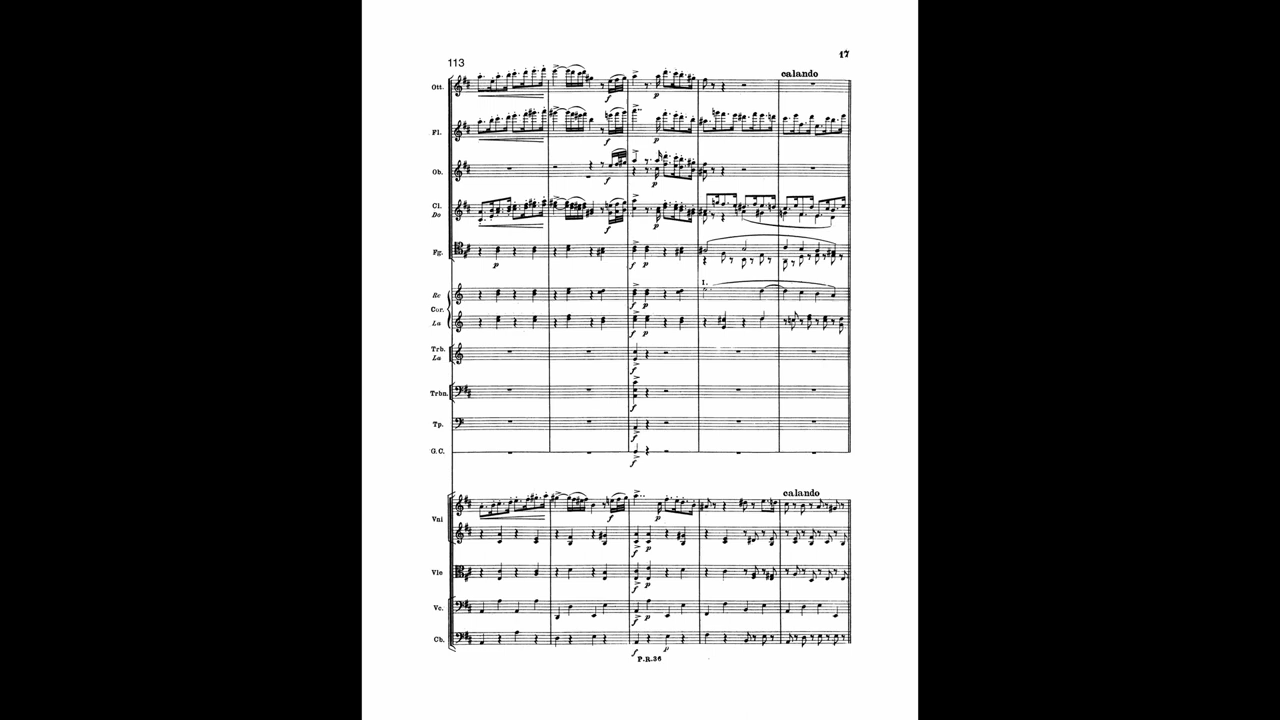 17
113
calando
Ott.
Fl.
f
p
Ob.
f
p
Cl.
Do
f
p
Fg.
p
f p
1.
Re
f p
Cor.
La
f p
Trb.
La
f
Trbn.
f
Tp.
f
G.C.
f
calando
Vni
f
p
f p
Vle
f p
Vc.
f p
Cb.
f
p
P.R.36